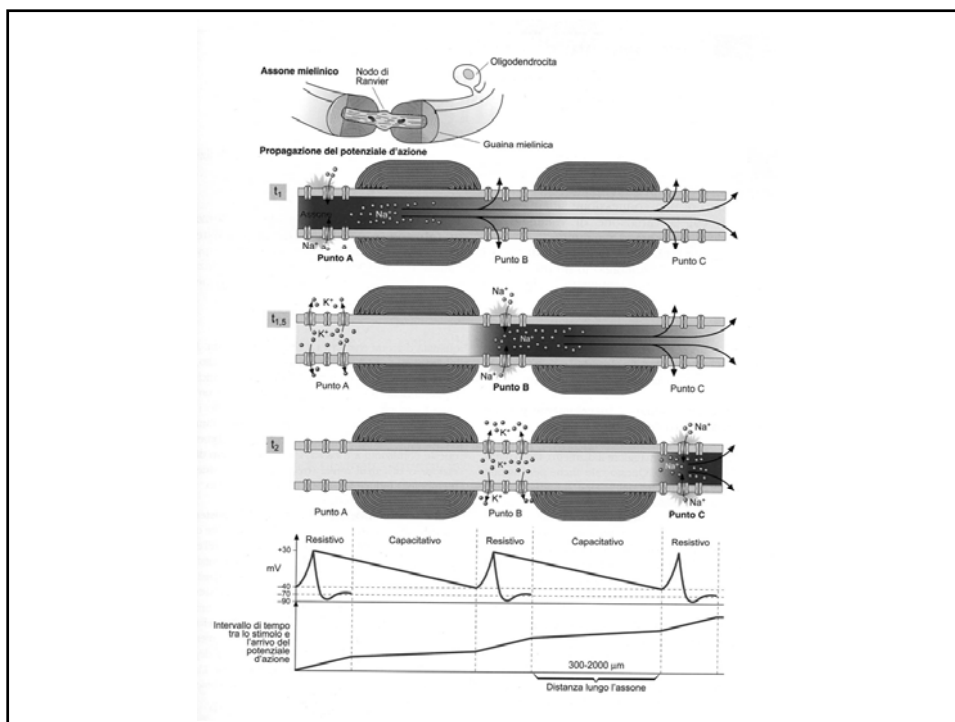 Assone mielinico
Nodo di
Ranvier
Oligodendrocita
Guaina mielinica
Propagazione del potenziale d'azione
t1
Assone
Na+
Na+
Punto A
Punto B
Punto C
t1,5
K+
K+
Punto A
Na+
Na+
Na+
Punto B
Punto C
t2
Punto A
K+
K+
K+
Punto B
Na+
Na+
Na+
Punto C
Resistivo
Capacitativo
Resistivo
Capacitativo
Resistivo
+30
mV
–40
–70
–90
Intervallo di tempo
tra lo stimolo e
l'arrivo del
potenziale
d'azione
300-2000 µm
Distanza lungo l'assone